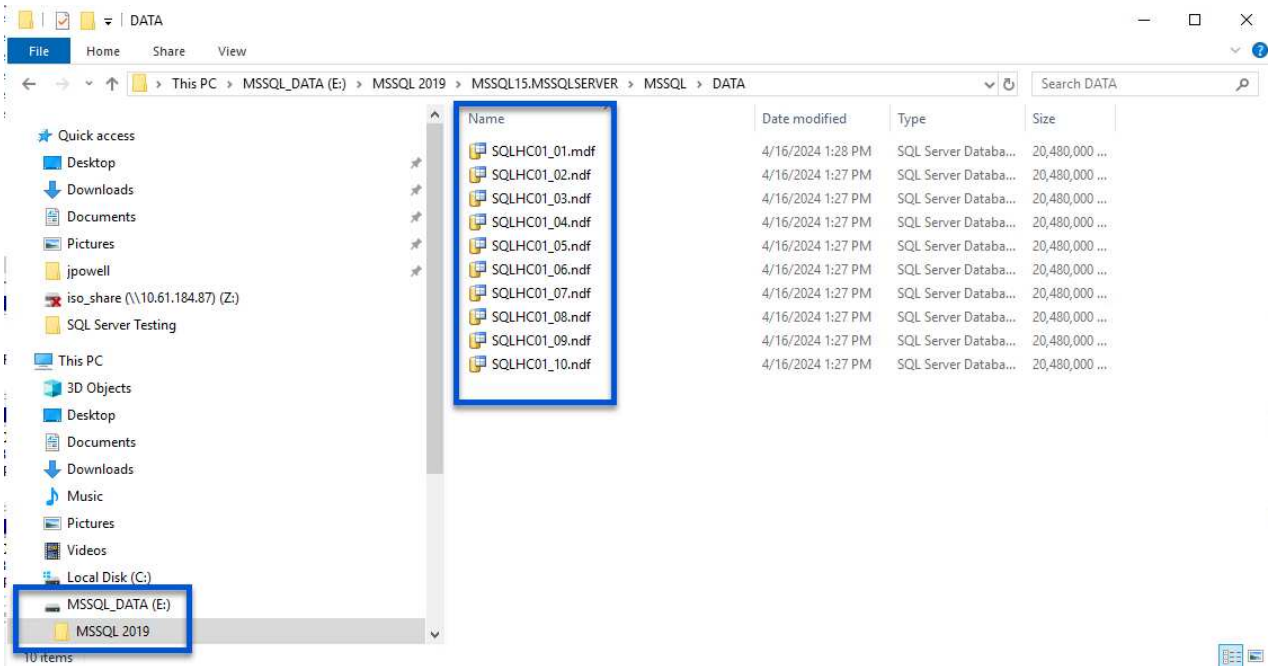 DATA
File Home Share View
This PC > MSSQL_DATA (E:) > MSSQL 2019 > MSSQL15.MSSQLSERVER > MSSQL > DATA
Search DATA
Quick access
Desktop
Downloads
Documents
Pictures
jpowell
iso_share (\\10.61.184.87) (Z:)
SQL Server Testing
This PC
3D Objects
Desktop
Documents
Downloads
Music
Pictures
Videos
Local Disk (C:)
MSSQL_DATA (E:)
MSSQL 2019
Name Date modified Type Size
SQLHC01_01.mdf 4/16/2024 1:28 PM SQL Server Databa... 20,480,000 ...
SQLHC01_02.ndf 4/16/2024 1:27 PM SQL Server Databa... 20,480,000 ...
SQLHC01_03.ndf 4/16/2024 1:27 PM SQL Server Databa... 20,480,000 ...
SQLHC01_04.ndf 4/16/2024 1:27 PM SQL Server Databa... 20,480,000 ...
SQLHC01_05.ndf 4/16/2024 1:27 PM SQL Server Databa... 20,480,000 ...
SQLHC01_06.ndf 4/16/2024 1:27 PM SQL Server Databa... 20,480,000 ...
SQLHC01_07.ndf 4/16/2024 1:27 PM SQL Server Databa... 20,480,000 ...
SQLHC01_08.ndf 4/16/2024 1:27 PM SQL Server Databa... 20,480,000 ...
SQLHC01_09.ndf 4/16/2024 1:27 PM SQL Server Databa... 20,480,000 ...
SQLHC01_10.ndf 4/16/2024 1:27 PM SQL Server Databa... 20,480,000 ...
10 items